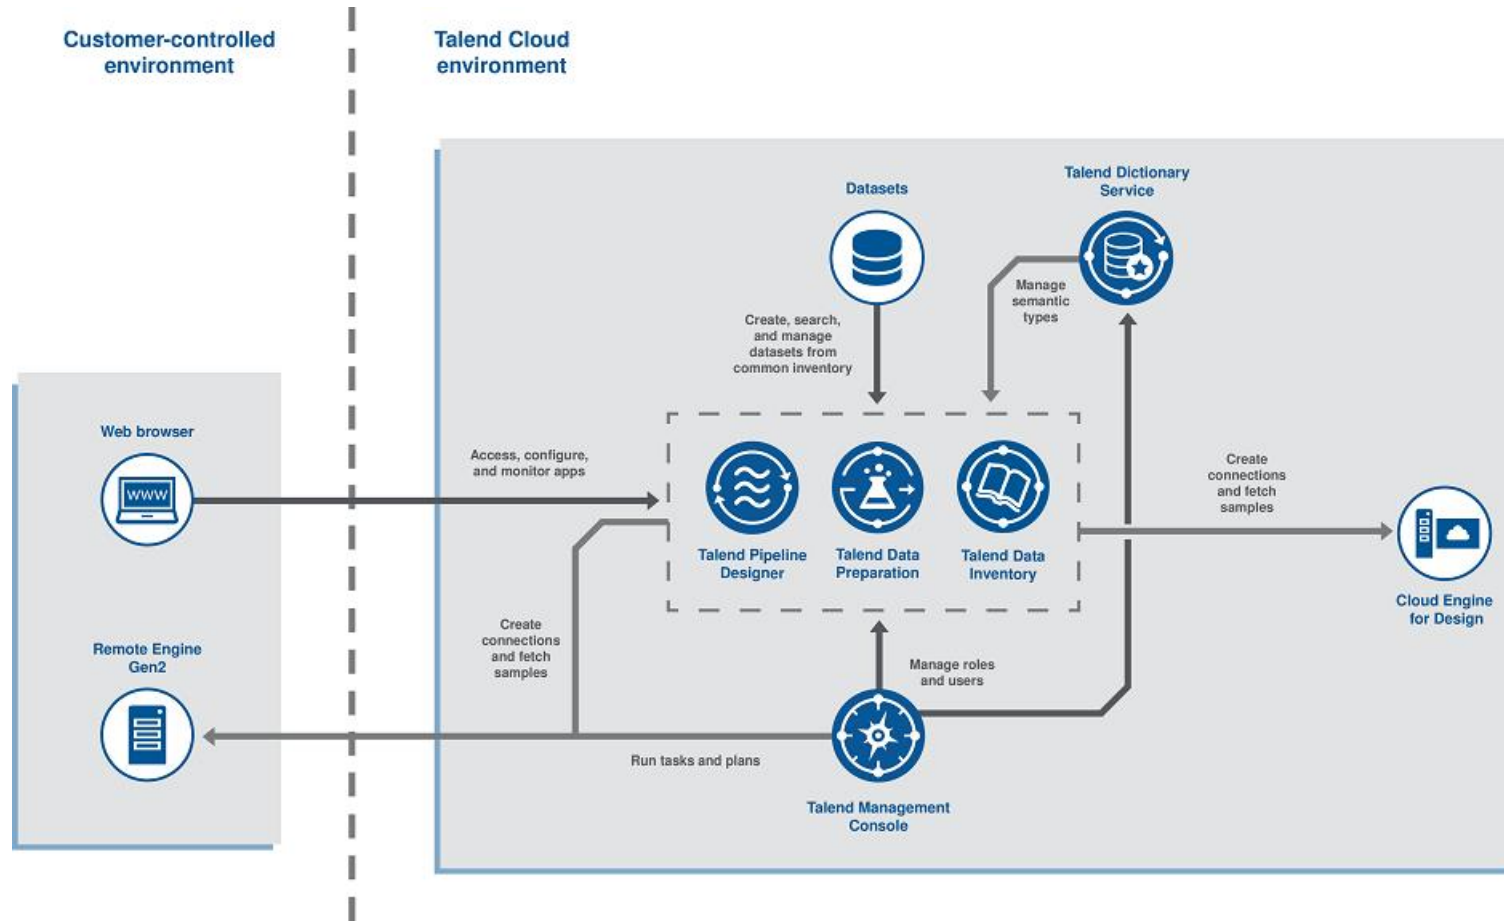 Customer-controlled
environment
Talend Cloud
environment
Datasets
Talend Dictionary
Service
Manage
semantic
types
Create, search,
and manage
datasets from
common inventory
Web browser
WWW
Access, configure,
and monitor apps
Create
connections
and fetch
samples
Talend Pipeline
Designer
Talend Data
Preparation
Talend Data
Inventory
Cloud Engine
for Design
Create
connections
and fetch
samples
Remote Engine
Gen2
Manage roles
and users
Run tasks and plans
Talend Management
Console